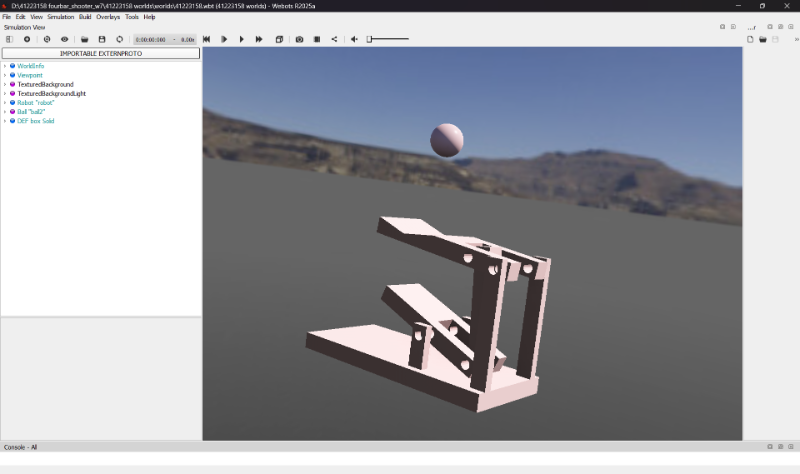 D:\41223158 fourbar_shooter_w7\41223158 worlds\worlds\41223158.wbt (41223158 worlds) - Webots R2025a
File Edit View Simulation Build Overlays Tools Help
Simulation View
...r
0:00:00:000 - 0.00x
IMPORTABLE EXTERNPROTO
WorldInfo
Viewpoint
TexturedBackground
TexturedBackgroundLight
Robot "robot"
Ball "ball2"
DEF box Solid
Console - All